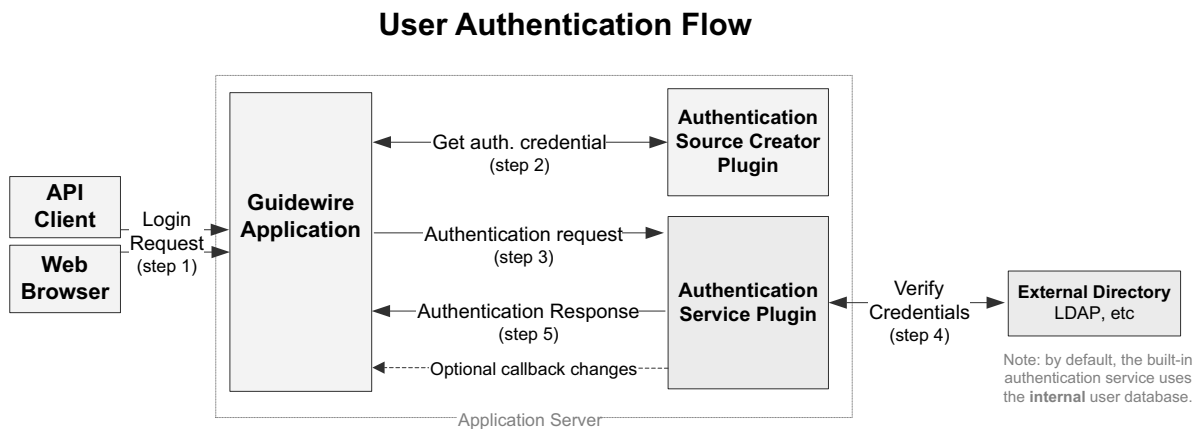 User Authentication Flow
API
Client
Web
Browser
Login
Request
(step 1)
Guidewire
Application
Get auth. credential
(step 2)
Authentication
Source Creator
Plugin
Authentication request
(step 3)
Authentication Response
(step 5)
Optional callback changes
Authentication
Service Plugin
Verify
Credentials
(step 4)
External Directory
LDAP, etc
Note: by default, the built-in
authentication service uses
the internal user database.
Application Server